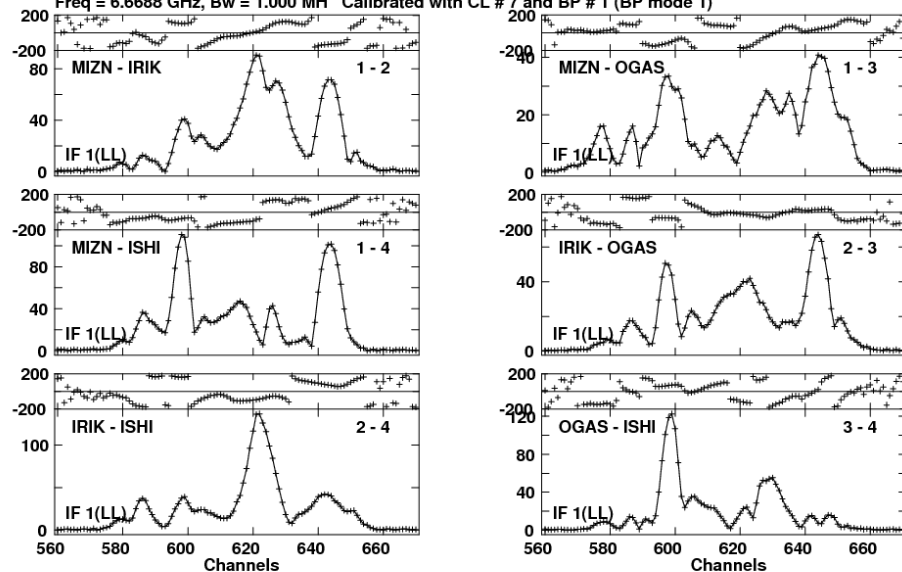 Freq = 6.6688 GHz, Bw = 1.000 MH Calibrated with CL # 7 and BP # 1 (BP mode 1)
200
-200
80
40
0
MIZN - IRIK 1 - 2
IF 1(LL)
200
-200
40
20
0
MIZN - OGAS 1 - 3
IF 1(LL)
200
-200
80
40
0
MIZN - ISHI 1 - 4
IF 1(LL)
200
-200
40
0
IRIK - OGAS 2 - 3
IF 1(LL)
200
-200
100
0
IRIK - ISHI 2 - 4
IF 1(LL)
560 580 600 620 640 660
Channels
200
-200
120
80
40
0
OGAS - ISHI 3 - 4
IF 1(LL)
560 580 600 620 640 660
Channels